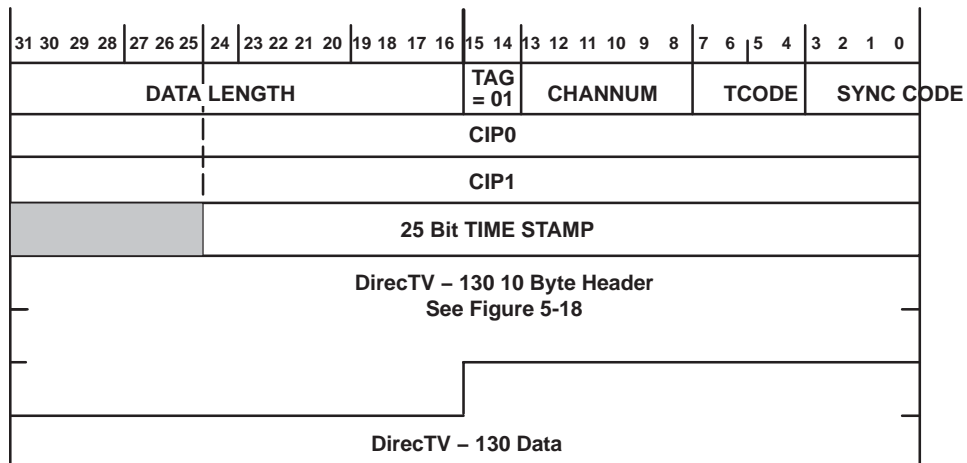 31 30 29 28 27 26 25 24 23 22 21 20 19 18 17 16 15 14 13 12 11 10 9 8 7 6 5 4 3 2 1 0
DATA LENGTH TAG = 01 CHANNUM TCODE SYNC CODE
CIP0
CIP1
25 Bit TIME STAMP
DirecTV – 130 10 Byte Header
See Figure 5-18
DirecTV – 130 Data